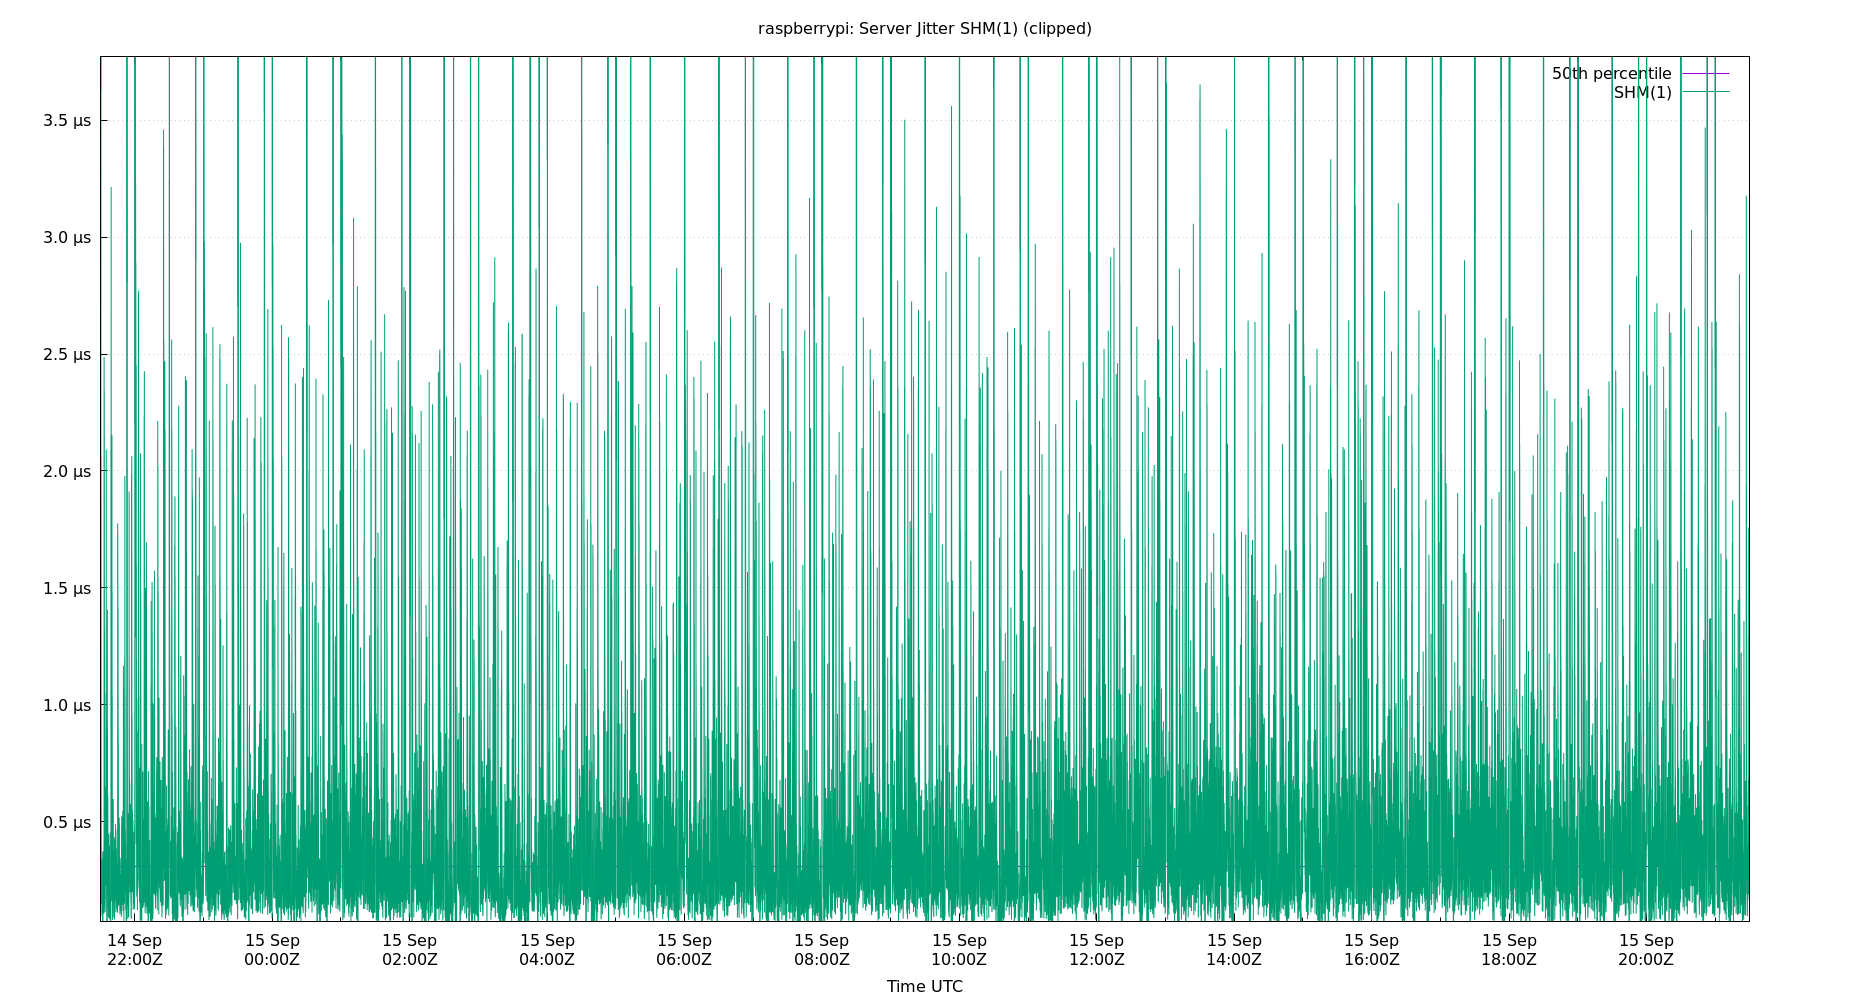 raspberrypi: Server Jitter SHM(1) (clipped)
50th percentile
SHM(1)
3.5 µs
3.0 µs
2.5 µs
2.0 µs
1.5 µs
1.0 µs
0.5 µs
14 Sep 15 Sep 15 Sep 15 Sep 15 Sep 15 Sep 15 Sep 15 Sep 15 Sep 15 Sep 15 Sep 15 Sep
22:00Z 00:00Z 02:00Z 04:00Z 06:00Z 08:00Z 10:00Z 12:00Z 14:00Z 16:00Z 18:00Z 20:00Z
Time UTC